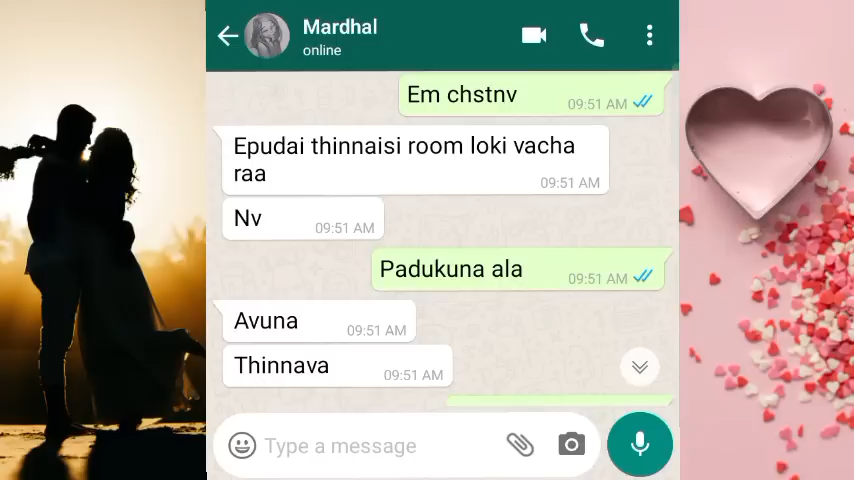 Mardhal
online
Em chstnv
09:51 AM
Epudai thinnaisi room loki vacha
raa
09:51 AM
Nv
09:51 AM
Padukuna ala
09:51 AM
Avuna
09:51 AM
Thinnava
09:51 AM
Type a message